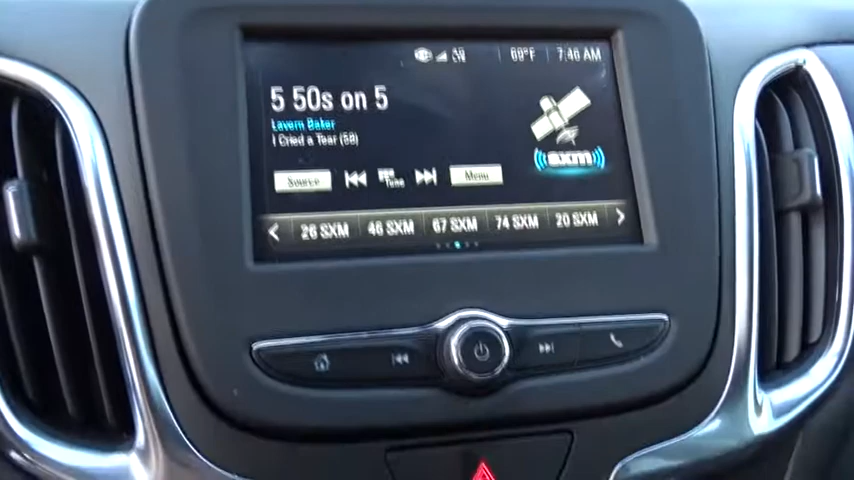 69°F 7:46 AM
5 50s on 5
Lavern Baker
I Cried a Tear (58)
sxm
Source Tune Menu
26 SXM 46 SXM 67 SXM 74 SXM 20 SXM